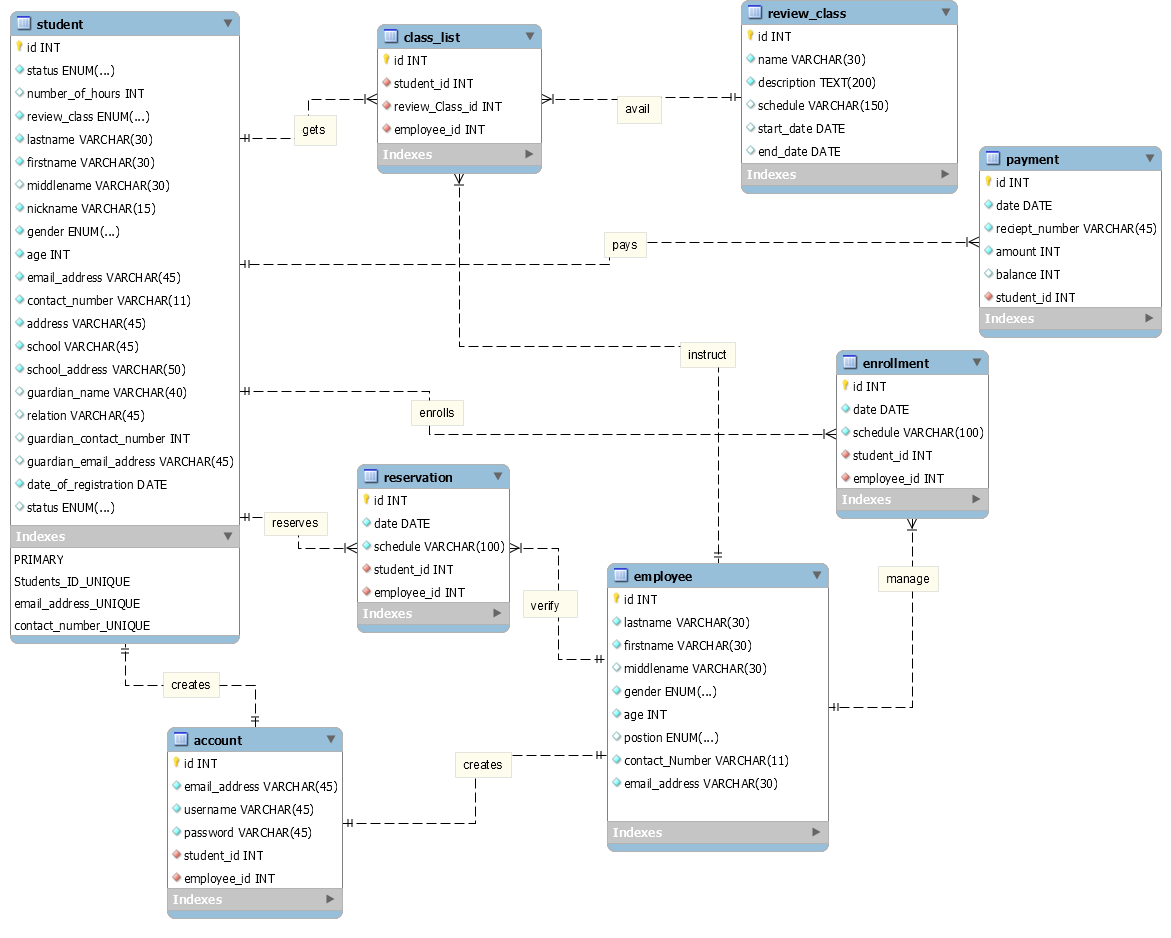 student
id INT
status ENUM(...)
number_of_hours INT
review_class ENUM(...)
lastname VARCHAR(30)
firstname VARCHAR(30)
middlename VARCHAR(30)
nickname VARCHAR(15)
gender ENUM(...)
age INT
email_address VARCHAR(45)
contact_number VARCHAR(11)
address VARCHAR(45)
school VARCHAR(45)
school_address VARCHAR(50)
guardian_name VARCHAR(40)
relation VARCHAR(45)
guardian_contact_number INT
guardian_email_address VARCHAR(45)
date_of_registration DATE
status ENUM(...)
Indexes
PRIMARY
Students_ID_UNIQUE
email_address_UNIQUE
contact_number_UNIQUE
gets
class_list
id INT
student_id INT
review_Class_id INT
employee_id INT
Indexes
avail
review_class
id INT
name VARCHAR(30)
description TEXT(200)
schedule VARCHAR(150)
start_date DATE
end_date DATE
Indexes
pays
payment
id INT
date DATE
reciept_number VARCHAR(45)
amount INT
balance INT
student_id INT
Indexes
instruct
enrolls
enrollment
id INT
date DATE
schedule VARCHAR(100)
student_id INT
employee_id INT
Indexes
reserves
reservation
id INT
date DATE
schedule VARCHAR(100)
student_id INT
employee_id INT
Indexes
verify
manage
employee
id INT
lastname VARCHAR(30)
firstname VARCHAR(30)
middlename VARCHAR(30)
gender ENUM(...)
age INT
postion ENUM(...)
contact_Number VARCHAR(11)
email_address VARCHAR(30)
Indexes
creates
account
id INT
email_address VARCHAR(45)
username VARCHAR(45)
password VARCHAR(45)
student_id INT
employee_id INT
Indexes
creates